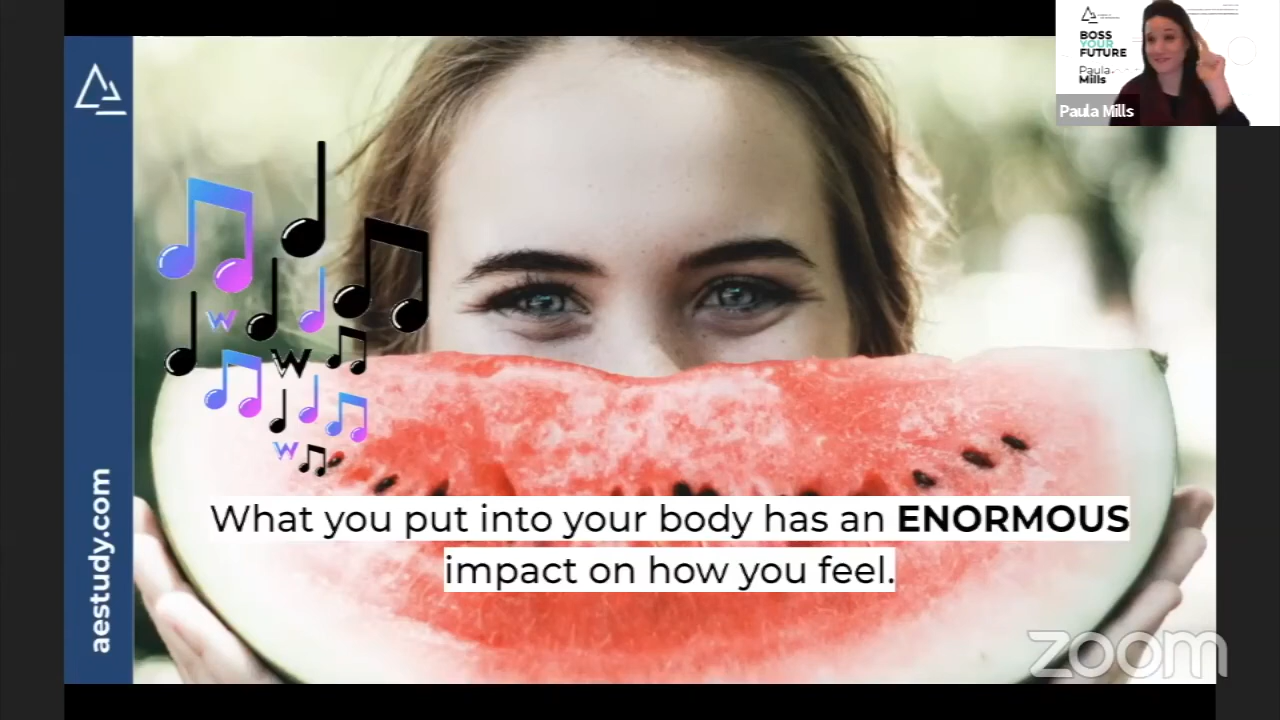 BOSS
YOUR
FUTURE
Paula
Mills
Paula Mills
W
W
W
What you put into your body has an ENORMOUS
impact on how you feel.
aestudy.com
zoom